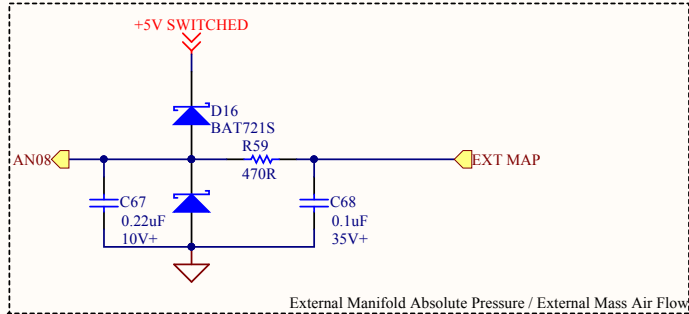 +5V SWITCHED
D16
BAT721S
R59
470R
AN08
EXT MAP
C67
0.22uF
10V+
C68
0.1uF
35V+
External Manifold Absolute Pressure / External Mass Air Flow